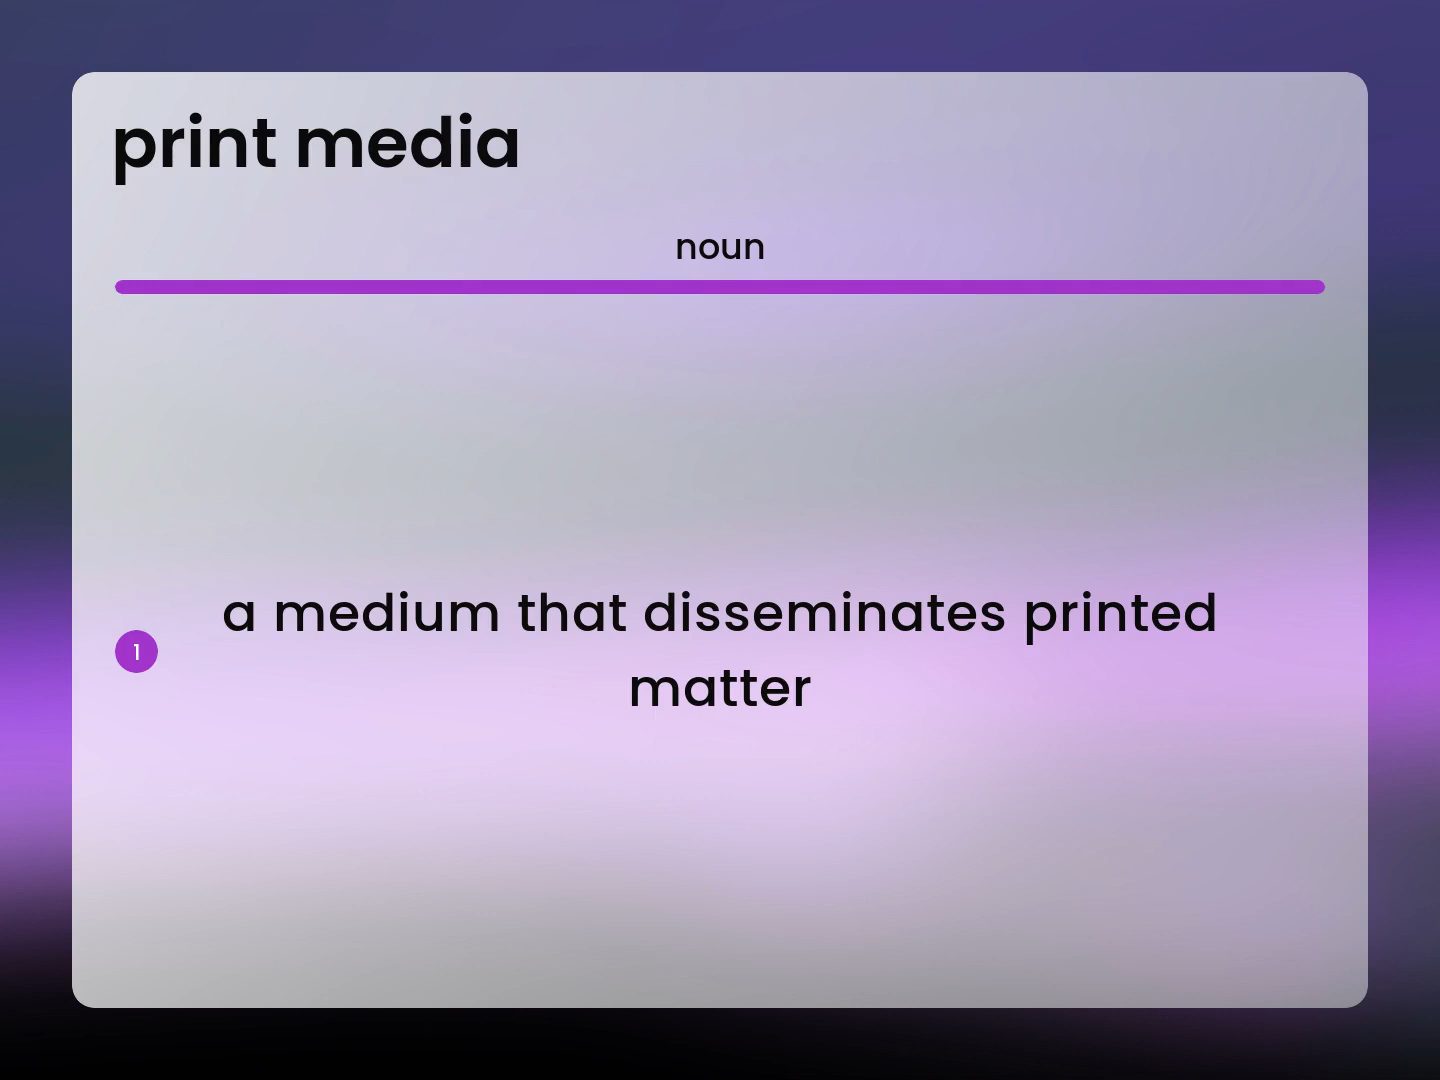 print media
noun
1
a medium that disseminates printed
matter